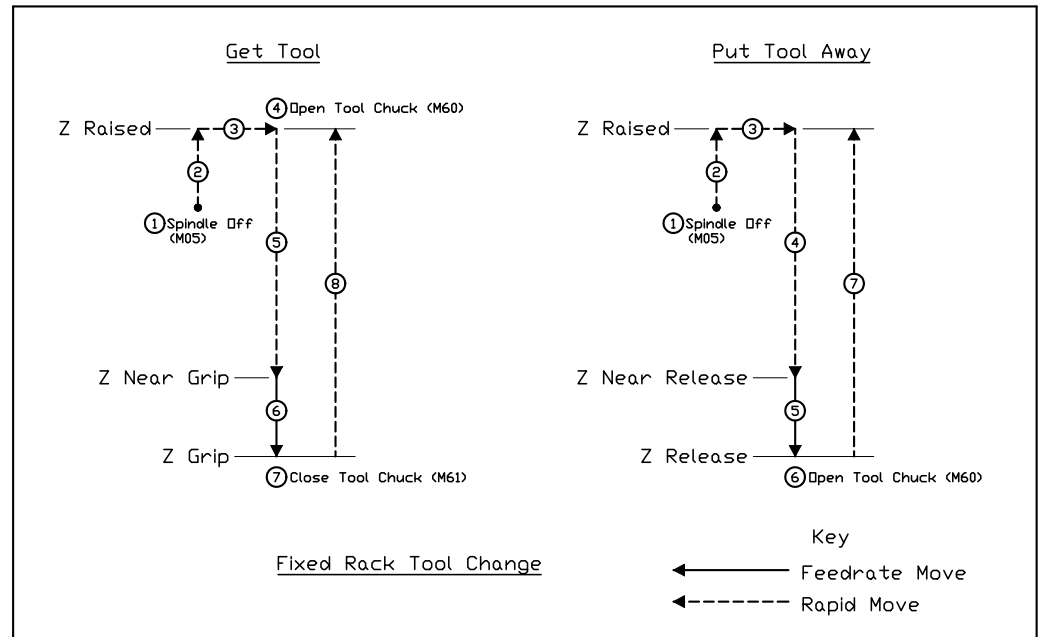 Get Tool
④ Open Tool Chuck (M60)
Z Raised
③
②
① Spindle Off
(M05)
⑤
⑧
Z Near Grip
⑥
Z Grip
⑦ Close Tool Chuck (M61)
Put Tool Away
Z Raised
③
②
① Spindle Off
(M05)
④
⑦
Z Near Release
⑤
Z Release
⑥ Open Tool Chuck (M60)
Fixed Rack Tool Change
Key
Feedrate Move
Rapid Move